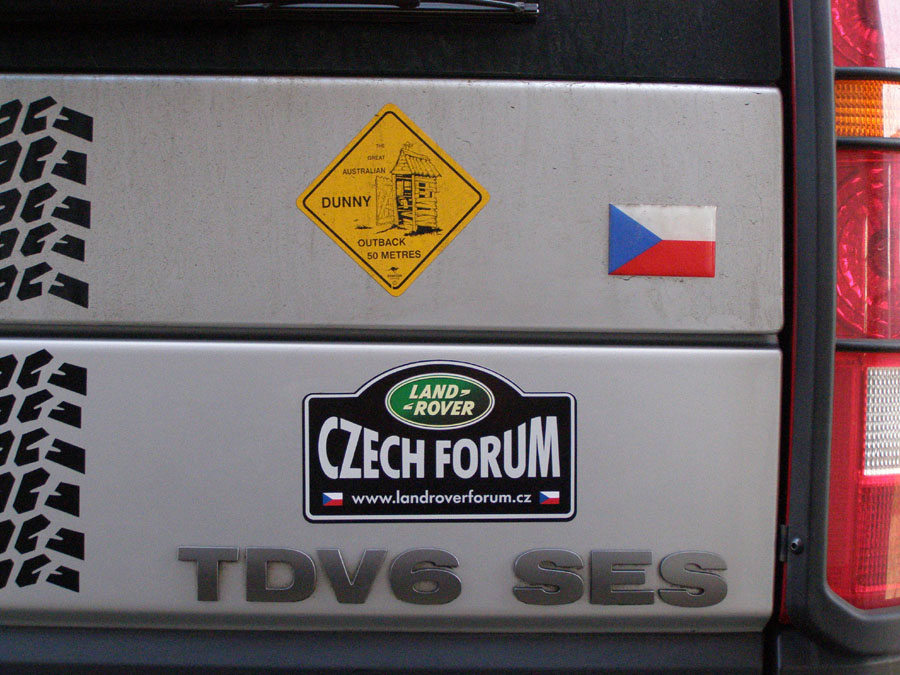 THE
GREAT
AUSTRALIAN
DUNNY
OUTBACK
50 METRES
LAND-
-ROVER
CZECH FORUM
www.landroverforum.cz
TDV6 SES